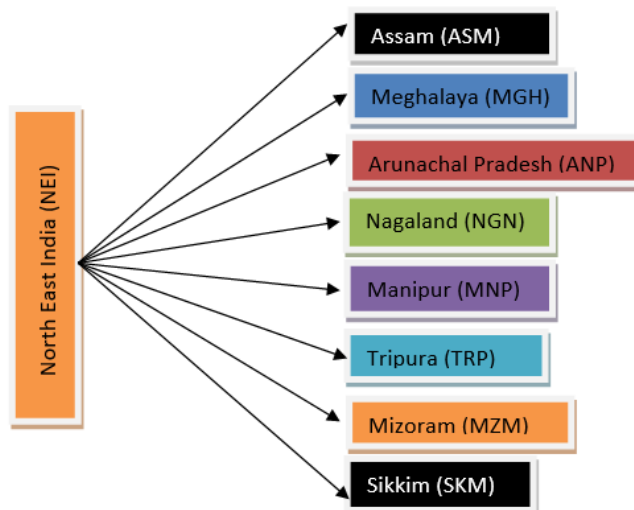 North East India (NEI)
Assam (ASM)
Meghalaya (MGH)
Arunachal Pradesh (ANP)
Nagaland (NGN)
Manipur (MNP)
Tripura (TRP)
Mizoram (MZM)
Sikkim (SKM)